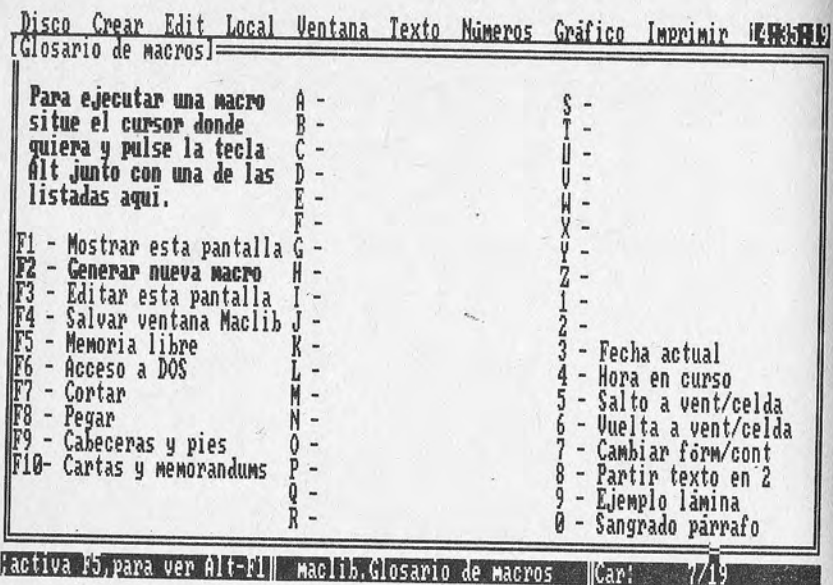 Disco Crear Edit Local Ventana Texto Números Gráfico Imprimir 14:35:19
[Glosario de macros]
Para ejecutar una macro
situe el cursor donde
quiera y pulse la tecla
Alt junto con una de las
listadas aqui.
F1 - Mostrar esta pantalla
F2 - Generar nueva macro
F3 - Editar esta pantalla
F4 - Salvar ventana Maclib
F5 - Memoria libre
F6 - Acceso a DOS
F7 - Cortar
F8 - Pegar
F9 - Cabeceras y pies
F10- Cartas y memorandums
A -
B -
C -
D -
E -
F -
G -
H -
I -
J -
K -
L -
M -
N -
O -
P -
Q -
R -
S -
T -
U -
V -
W -
X -
Y -
Z -
1 -
2 -
3 - Fecha actual
4 - Hora en curso
5 - Salto a vent/celda
6 - Vuelta a vent/celda
7 - Cambiar fórm/cont
8 - Partir texto en 2
9 - Ejemplo lámina
0 - Sangrado párrafo
;activa F5,para ver Alt-F1 maclib.Glosario de macros Car: 7/19